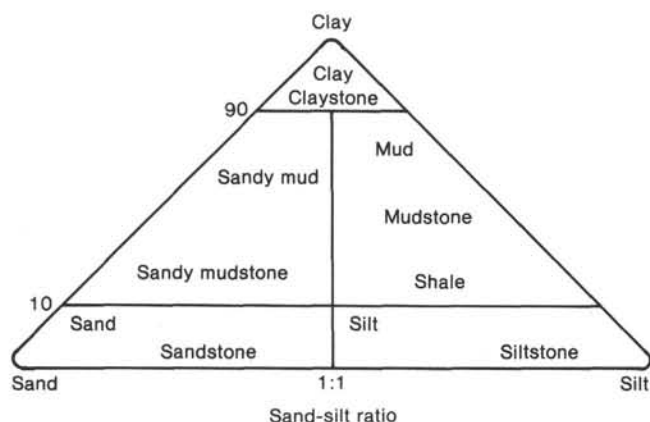 Clay
Clay
Claystone
90
Mud
Sandy mud
Mudstone
Sandy mudstone
Shale
10
Sand
Silt
Sandstone
Siltstone
Sand
1:1
Silt
Sand-silt ratio